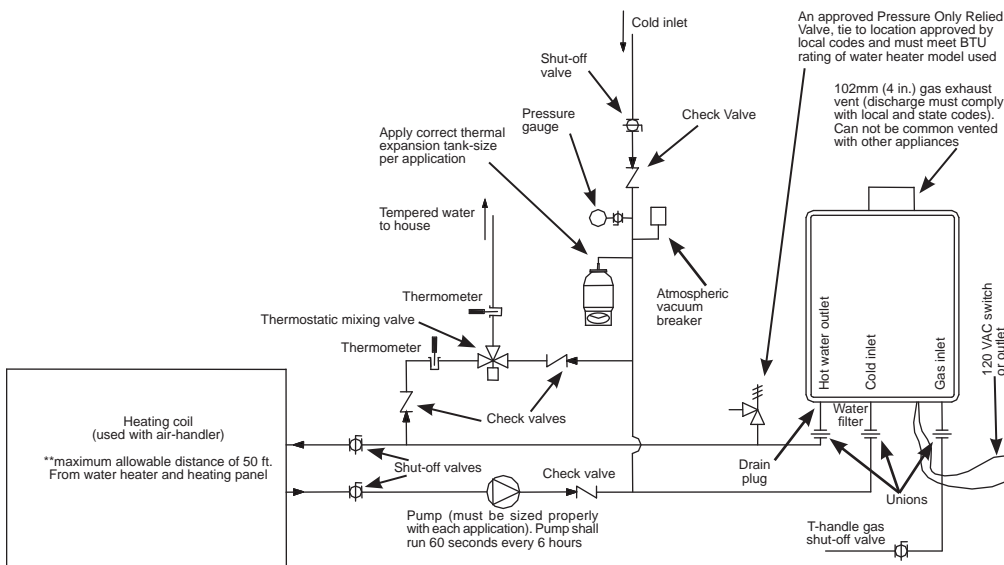 Cold inlet
An approved Pressure Only Relied
Valve, tie to location approved by
local codes and must meet BTU
rating of water heater model used
Shut-off
valve
102mm (4 in.) gas exhaust
vent (discharge must comply
with local and state codes).
Can not be common vented
with other appliances
Pressure
gauge
Check Valve
Apply correct thermal
expansion tank-size
per application
Tempered water
to house
Atmospheric
vacuum
breaker
Thermometer
Thermostatic mixing valve
Thermometer
Hot water outlet
Cold inlet
Gas inlet
120 VAC switch
or outlet
Check valves
Water
filter
Heating coil
(used with air-handler)
**maximum allowable distance of 50 ft.
From water heater and heating panel
Shut-off valves
Check valve
Drain
plug
Unions
Pump (must be sized properly
with each application). Pump shall
run 60 seconds every 6 hours
T-handle gas
shut-off valve